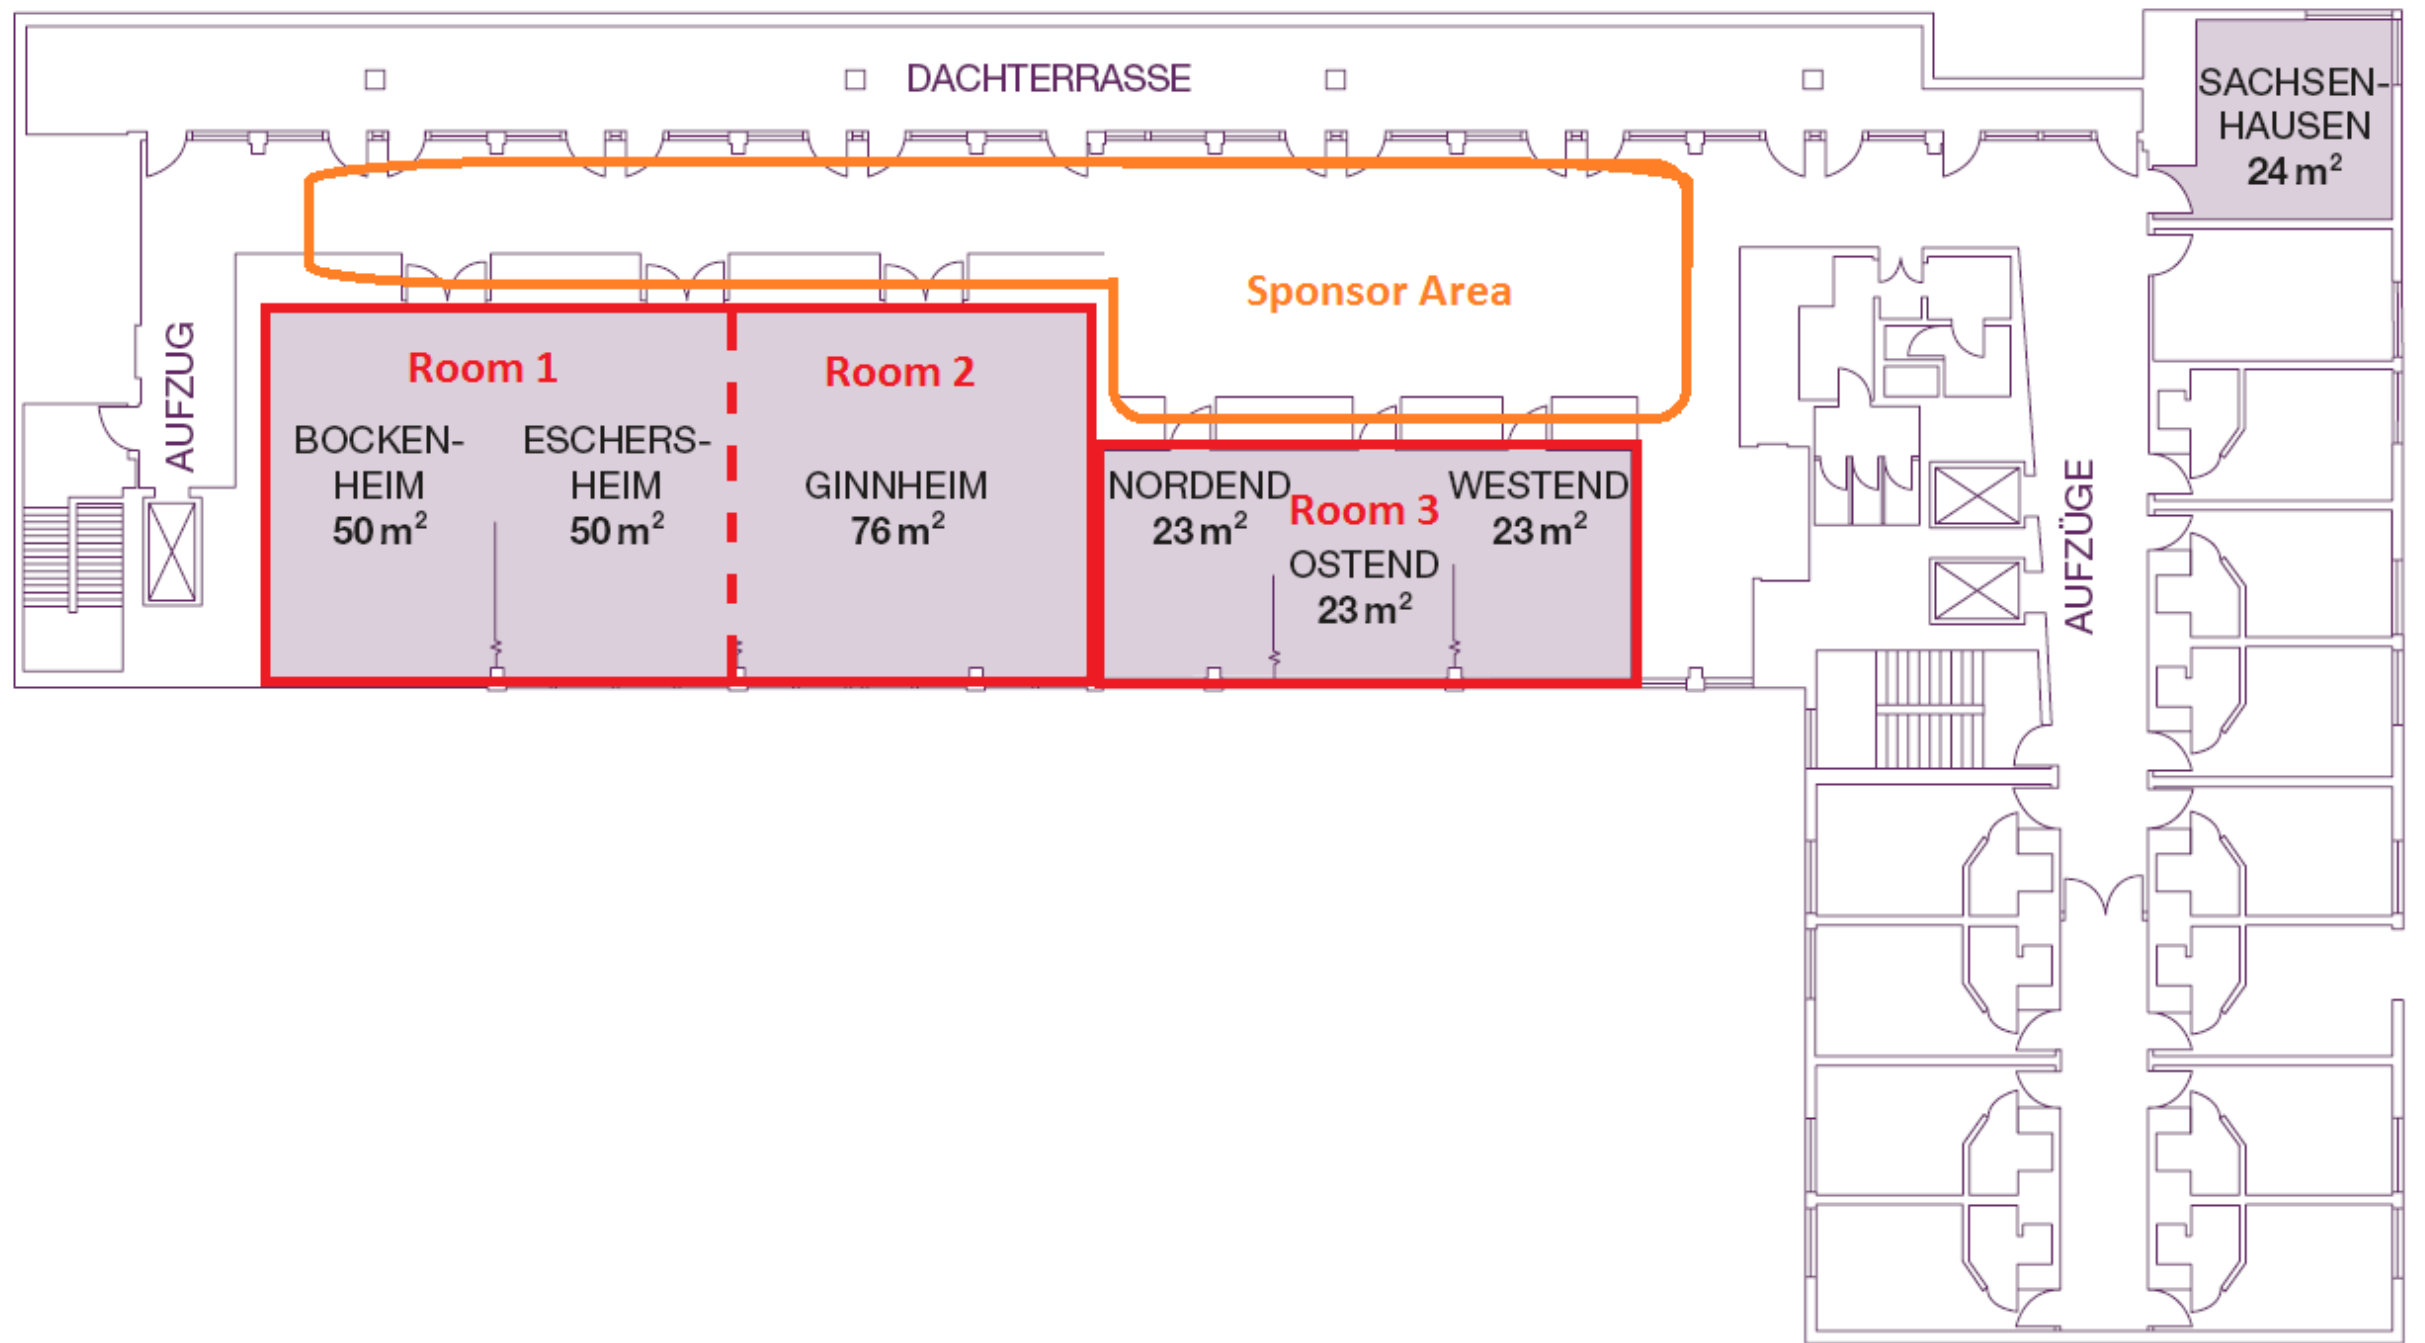 DACHTERRASSE
SACHSEN-
HAUSEN
24 m²
Sponsor Area
AUFZUG
Room 1
Room 2
BOCKEN-
HEIM
50 m²
ESCHERS-
HEIM
50 m²
GINNHEIM
76 m²
NORDEND
23 m²
Room 3
OSTEND
23 m²
WESTEND
23 m²
AUFZÜGE